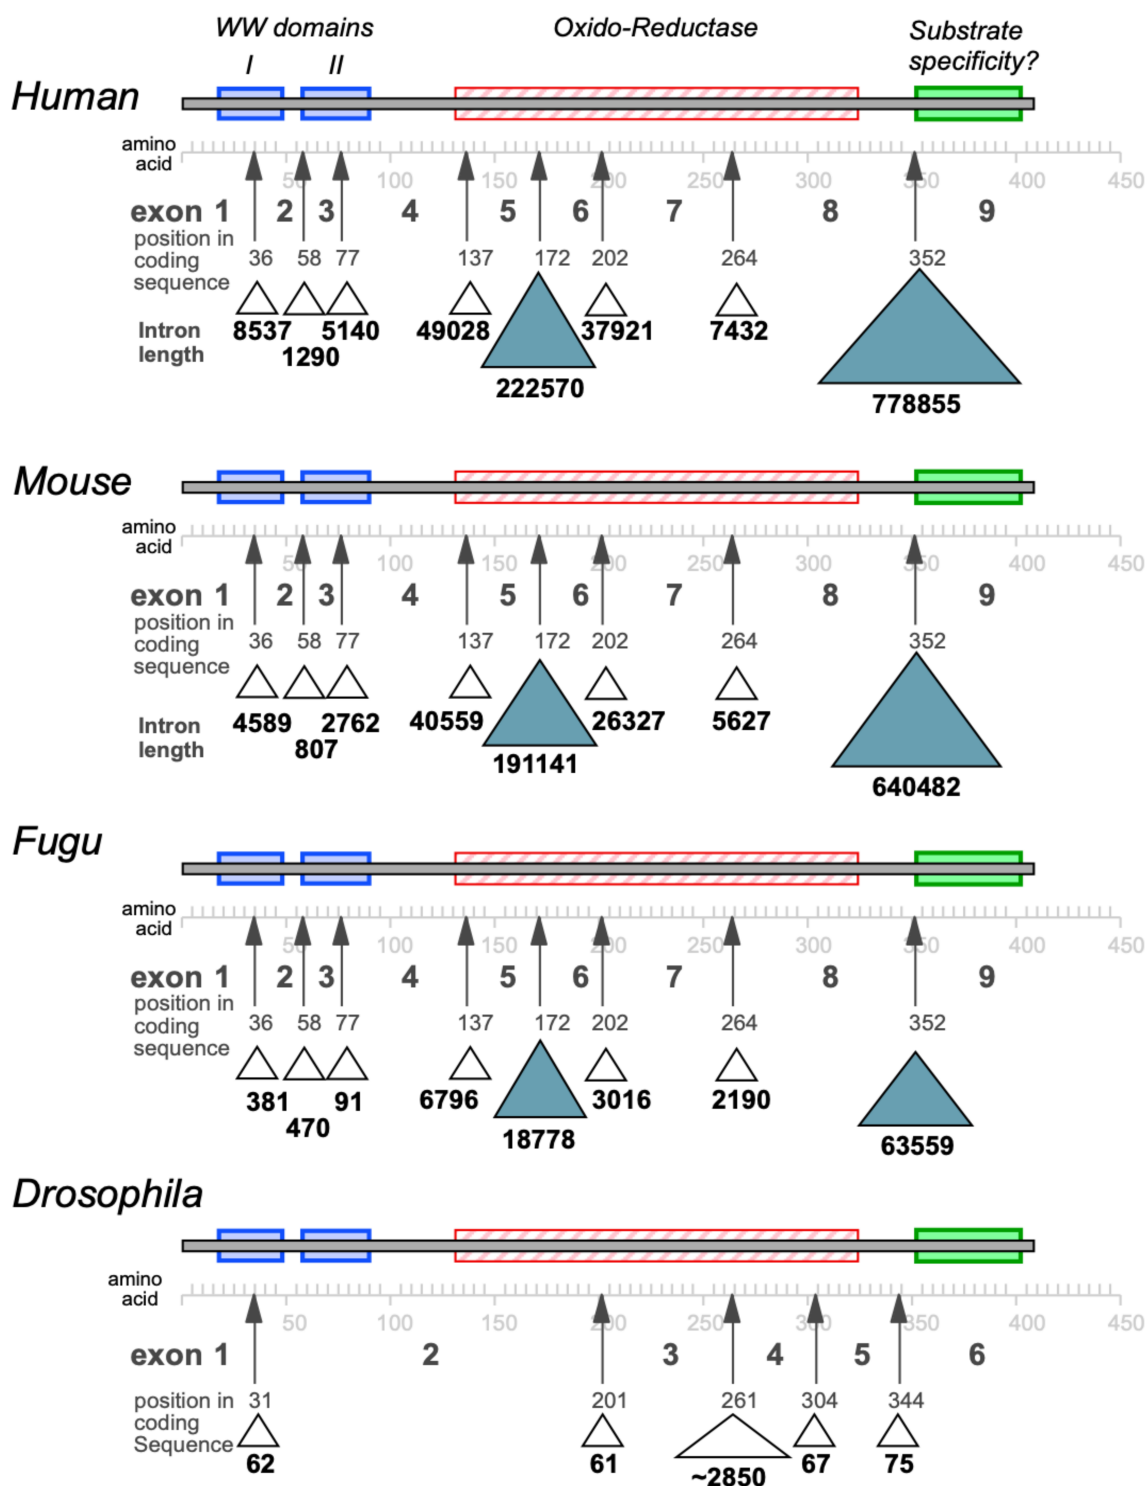 WW domains Oxido-Reductase Substrate
I II specificity?
Human
amino
acid
50 100 150 200 250 300 350 400 450
exon 1 2 3 4 5 6 7 8 9
position in
coding 36 58 77 137 172 202 264 352
sequence
Intron 8537 5140 49028 37921 7432
length 1290
222570 778855
Mouse
amino
acid
50 100 150 200 250 300 350 400 450
exon 1 2 3 4 5 6 7 8 9
position in
coding 36 58 77 137 172 202 264 352
sequence
Intron 4589 2762 40559 26327 5627
length 807
191141 640482
Fugu
amino
acid
50 100 150 200 250 300 350 400 450
exon 1 2 3 4 5 6 7 8 9
position in
coding 36 58 77 137 172 202 264 352
sequence
381 91 6796 3016 2190
470 18778 63559
Drosophila
amino
acid
50 100 150 200 250 300 350 400 450
exon 1 2 3 4 5 6
position in 31 201 261 304 344
coding
Sequence
62 61 ~2850 67 75